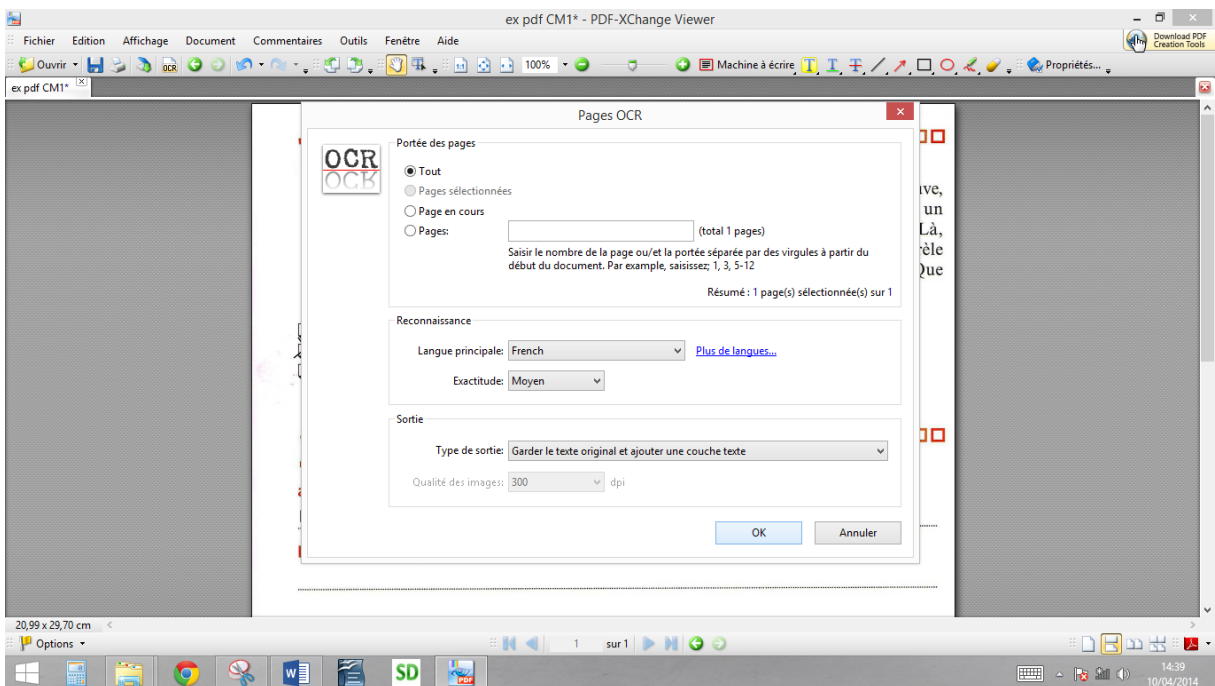 ex pdf CM1* - PDF-XChange Viewer
Fichier Edition Affichage Document Commentaires Outils Fenêtre Aide
Download PDF
Creation Tools
Ouvrir OCR 100% Machine à écrire T T T Propriétés...
ex pdf CM1*
Pages OCR
OCR
Portée des pages
Tout
Pages sélectionnées
Page en cours
Pages: (total 1 pages)
Saisir le nombre de la page ou/et la portée séparée par des virgules à partir du
début du document. Par example, saisissez; 1, 3, 5-12
Résumé : 1 page(s) sélectionnée(s) sur 1
ive,
un
Là,
rèle
Que
Reconnaissance
Langue principale: French Plus de langues...
Exactitude: Moyen
Sortie
Type de sortie: Garder le texte original et ajouter une couche texte
Qualité des images: 300 dpi
OK Annuler
20,99 x 29,70 cm
Options 1 sur 1
W SD PDF 14:39
10/04/2014